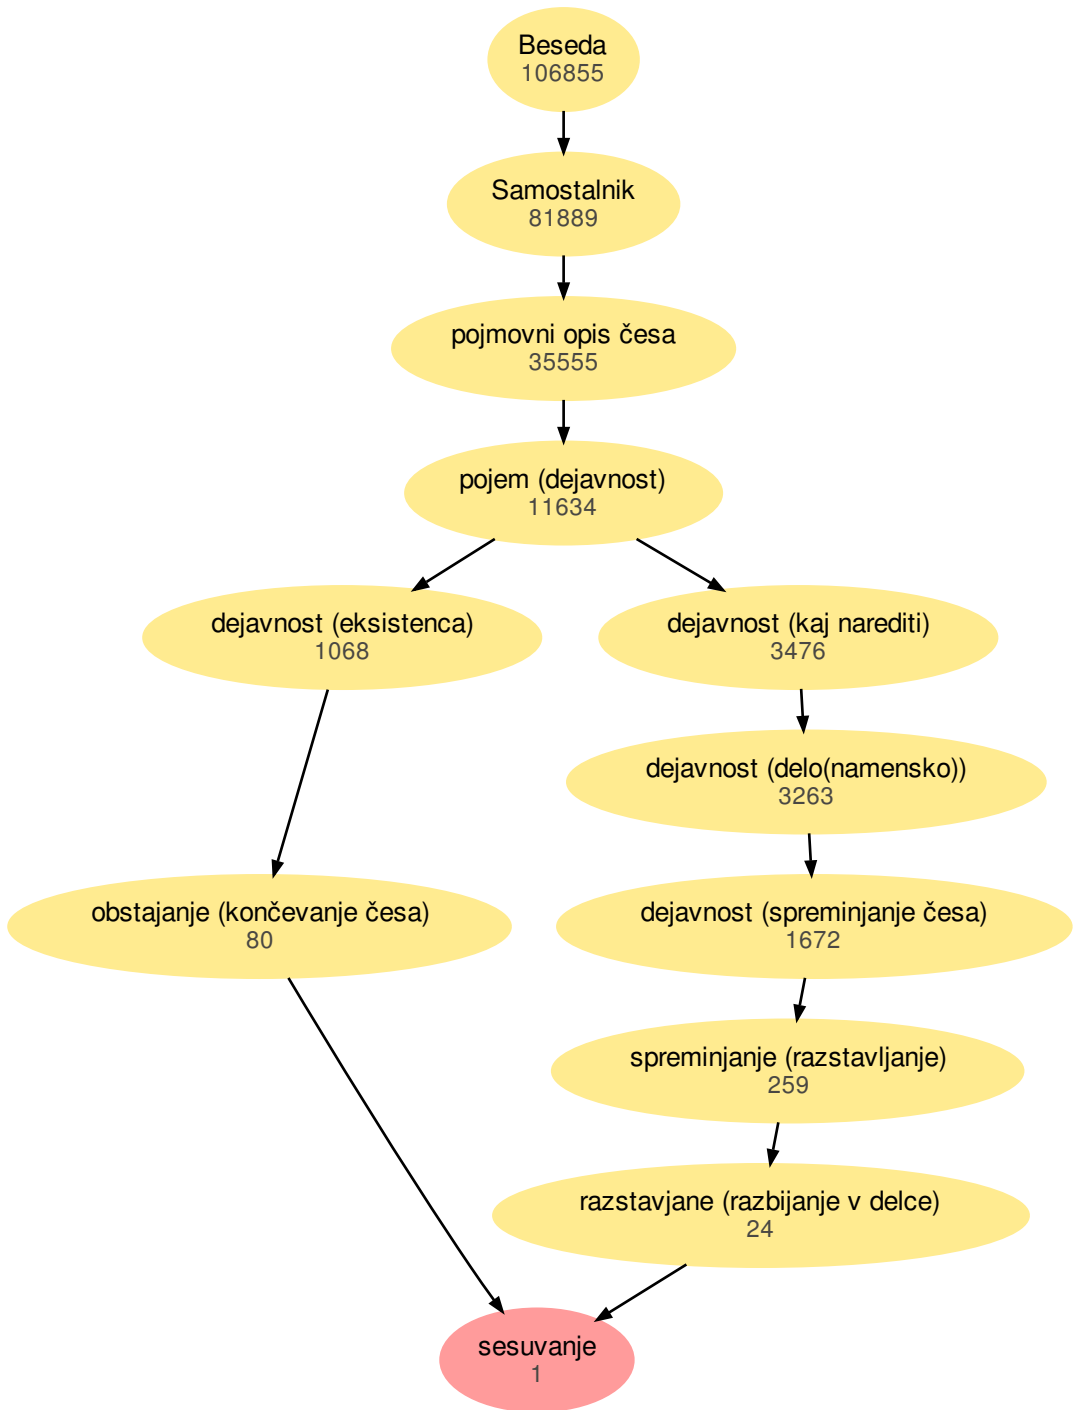 Beseda
106855
Samostalnik
81889
pojmovni opis česa
35555
pojem (dejavnost)
11634
dejavnost (eksistenca)
1068
dejavnost (kaj narediti)
3476
dejavnost (delo(namensko))
3263
obstajanje (končevanje česa)
80
dejavnost (spreminjanje česa)
1672
spreminjanje (razstavljanje)
259
razstavjane (razbijanje v delce)
24
sesuvanje
1